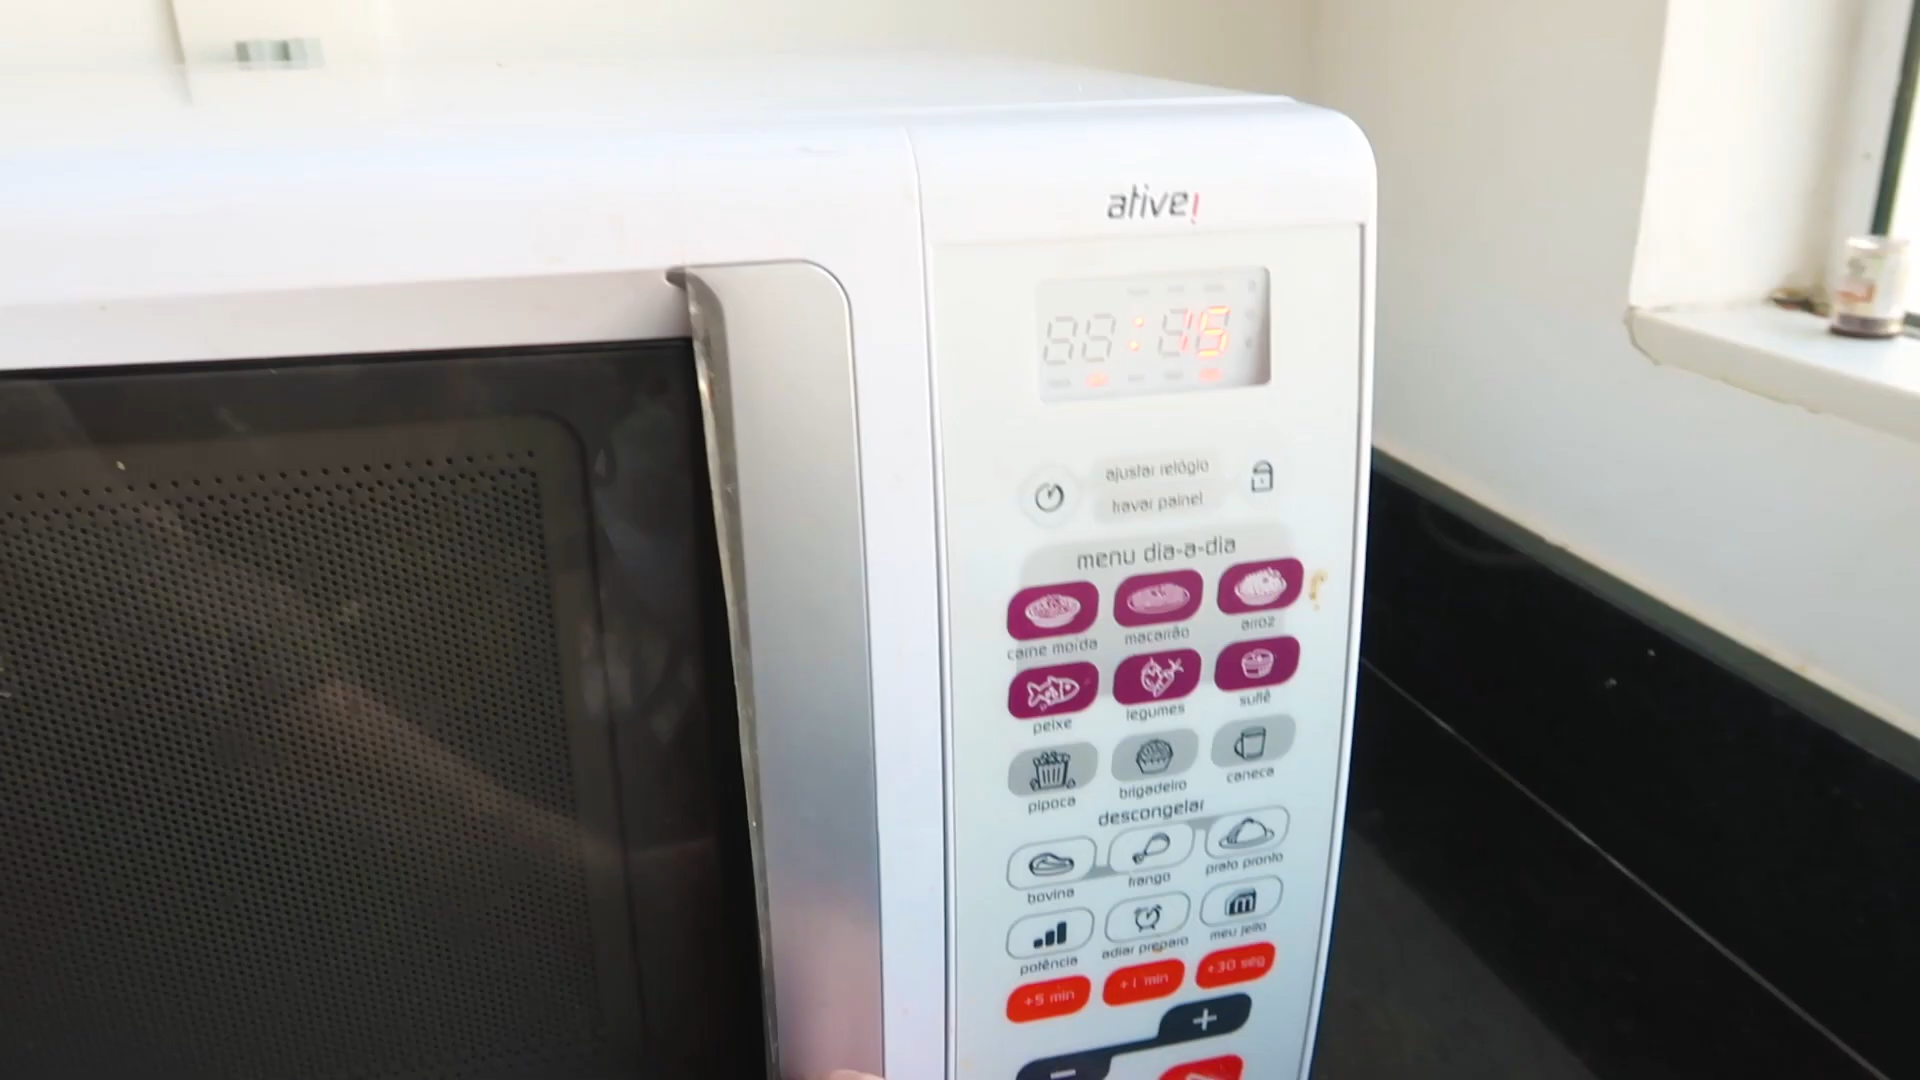 ative!
: 15
ajustar relógio
travar painel
menu dia-a-dia
carne moída macarrão arroz
peixe legumes suflê
pipoca brigadeiro caneca
descongelar
bovina frango prato pronto
potência adiar preparo meu jeito
+5 min +1 min +30 seg
+
-